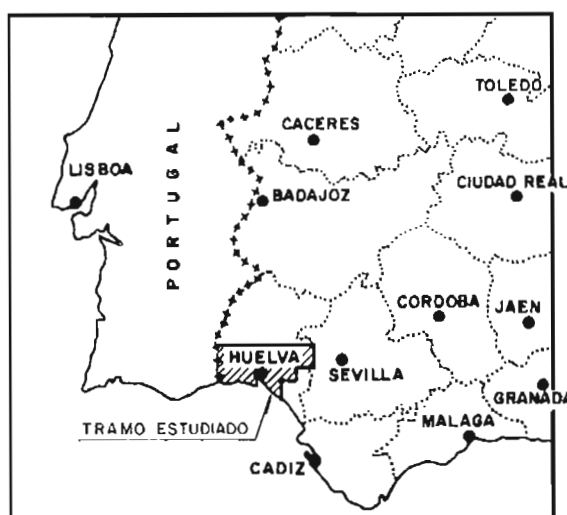 TOLEDO
CACERES
LISBOA
PORTUGAL
BADAJOZ
CIUDAD REAL
CORDOBA
JAEN
HUELVA
SEVILLA
GRANADA
TRAMO ESTUDIADO
MALAGA
CADIZ